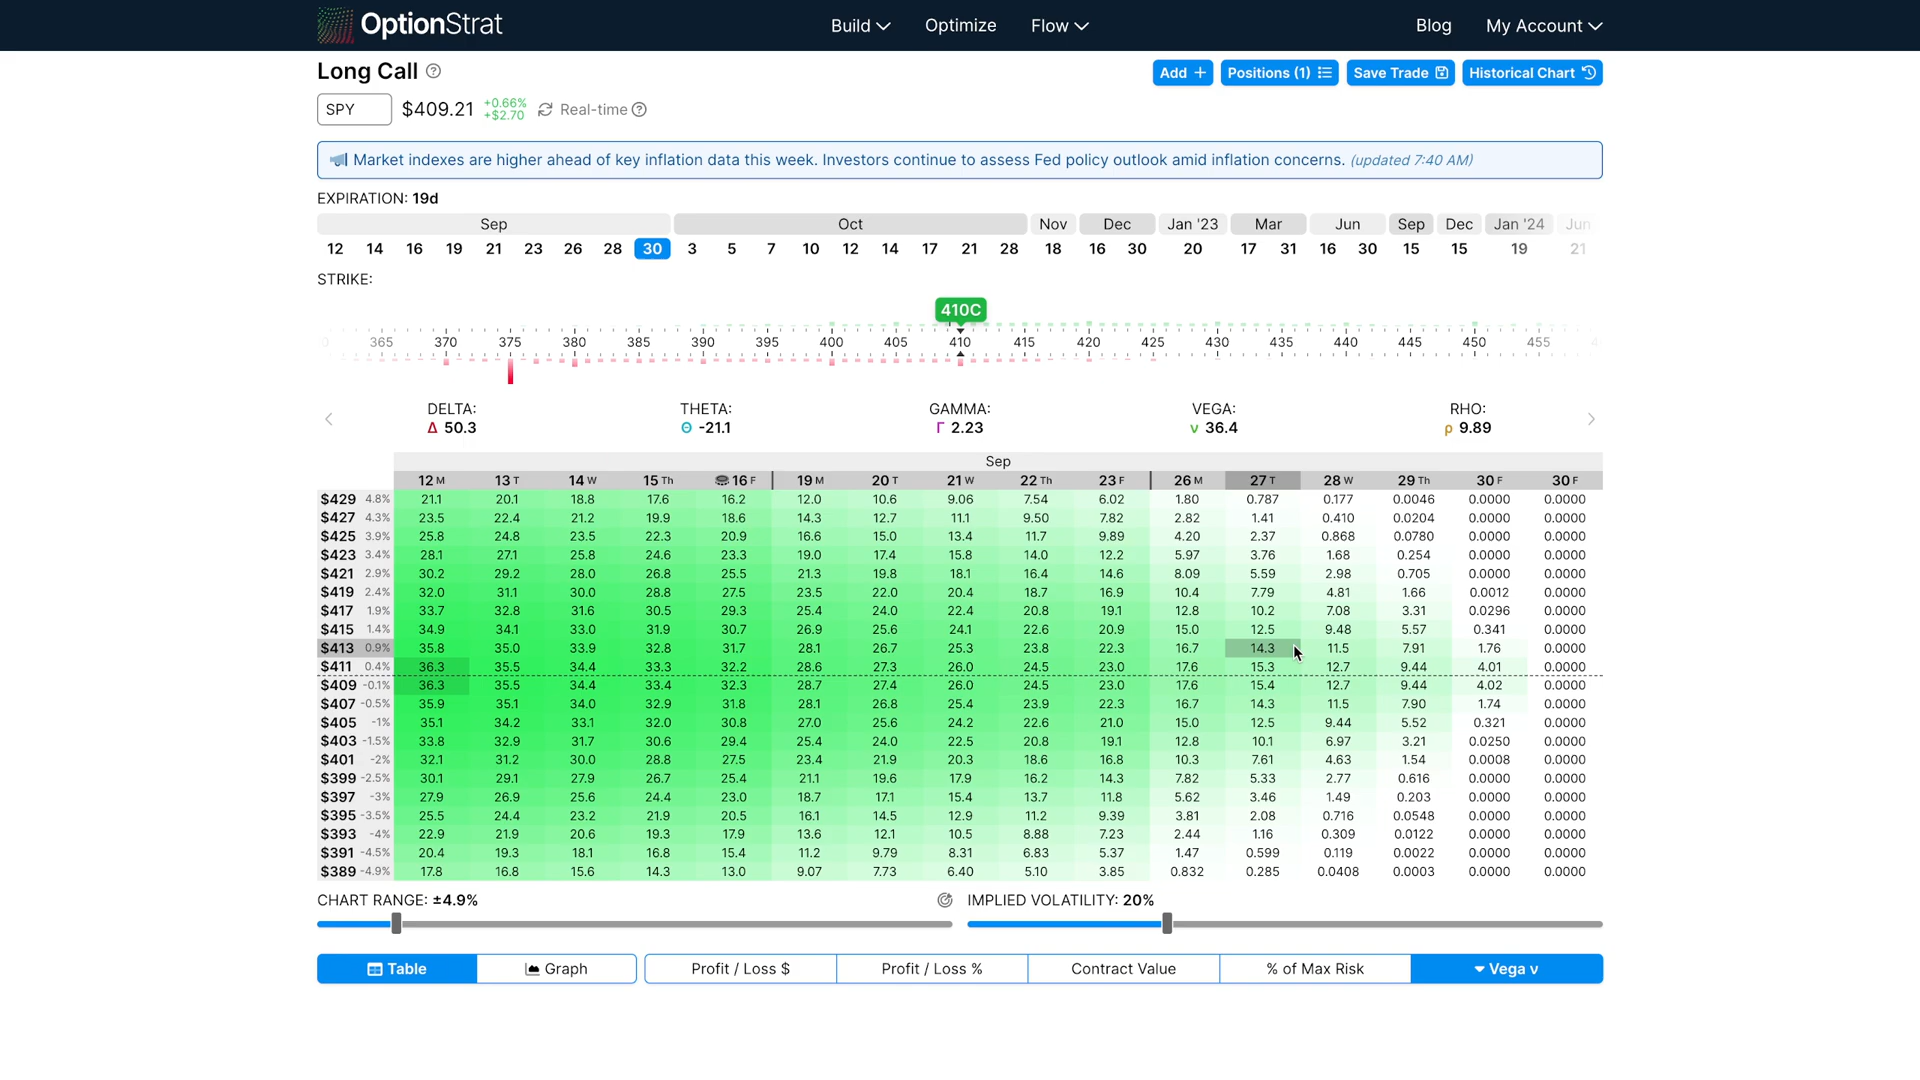 OptionStrat Build Optimize Flow Blog My Account
Long Call Add + Positions (1) Save Trade Historical Chart
SPY $409.21 +0.66% +$2.70 Real-time
Market indexes are higher ahead of key inflation data this week. Investors continue to assess Fed policy outlook amid inflation concerns. (updated 7:40 AM)
EXPIRATION: 19d
Sep Oct Nov Dec Jan '23 Mar Jun Sep Dec Jan '24 Jun
12 14 16 19 21 23 26 28 30 3 5 7 10 12 14 17 21 28 18 16 30 20 17 31 16 30 15 15 19 21
STRIKE:
410C
365 370 375 380 385 390 395 400 405 410 415 420 425 430 435 440 445 450 455
DELTA: THETA: GAMMA: VEGA: RHO:
Δ 50.3 Θ -21.1 Γ 2.23 ν 36.4 ρ 9.89
Sep
12 M 13 T 14 W 15 Th 16 F 19 M 20 T 21 W 22 Th 23 F 26 M 27 T 28 W 29 Th 30 F 30 F
$429 4.8% 21.1 20.1 18.8 17.6 16.2 12.0 10.6 9.06 7.54 6.02 1.80 0.787 0.177 0.0046 0.0000 0.0000
$427 4.3% 23.5 22.4 21.2 19.9 18.6 14.3 12.7 11.1 9.50 7.82 2.82 1.41 0.410 0.0204 0.0000 0.0000
$425 3.9% 25.8 24.8 23.5 22.3 20.9 16.6 15.0 13.4 11.7 9.89 4.20 2.37 0.868 0.0780 0.0000 0.0000
$423 3.4% 28.1 27.1 25.8 24.6 23.3 19.0 17.4 15.8 14.0 12.2 5.97 3.76 1.68 0.254 0.0000 0.0000
$421 2.9% 30.2 29.2 28.0 26.8 25.5 21.3 19.8 18.1 16.4 14.6 8.09 5.59 2.98 0.705 0.0000 0.0000
$419 2.4% 32.0 31.1 30.0 28.8 27.5 23.5 22.0 20.4 18.7 16.9 10.4 7.79 4.81 1.66 0.0012 0.0000
$417 1.9% 33.7 32.8 31.6 30.5 29.3 25.4 24.0 22.4 20.8 19.1 12.8 10.2 7.08 3.31 0.0296 0.0000
$415 1.4% 34.9 34.1 33.0 31.9 30.7 26.9 25.6 24.1 22.6 20.9 15.0 12.5 9.48 5.57 0.341 0.0000
$413 0.9% 35.8 35.0 33.9 32.8 31.7 28.1 26.7 25.3 23.8 22.3 16.7 14.3 11.5 7.91 1.76 0.0000
$411 0.4% 36.3 35.5 34.4 33.3 32.2 28.6 27.3 26.0 24.5 23.0 17.6 15.3 12.7 9.44 4.01 0.0000
$409 -0.1% 36.3 35.5 34.4 33.4 32.3 28.7 27.4 26.0 24.5 23.0 17.6 15.4 12.7 9.44 4.02 0.0000
$407 -0.5% 35.9 35.1 34.0 32.9 31.8 28.1 26.8 25.4 23.9 22.3 16.7 14.3 11.5 7.90 1.74 0.0000
$405 -1% 35.1 34.2 33.1 32.0 30.8 27.0 25.6 24.2 22.6 21.0 15.0 12.5 9.44 5.52 0.321 0.0000
$403 -1.5% 33.8 32.9 31.7 30.6 29.4 25.4 24.0 22.5 20.8 19.1 12.8 10.1 6.97 3.21 0.0250 0.0000
$401 -2% 32.1 31.2 30.0 28.8 27.5 23.4 21.9 20.3 18.6 16.8 10.3 7.61 4.63 1.54 0.0008 0.0000
$399 -2.5% 30.1 29.1 27.9 26.7 25.4 21.1 19.6 17.9 16.2 14.3 7.82 5.33 2.77 0.616 0.0000 0.0000
$397 -3% 27.9 26.9 25.6 24.4 23.0 18.7 17.1 15.4 13.7 11.8 5.62 3.46 1.49 0.203 0.0000 0.0000
$395 -3.5% 25.5 24.4 23.2 21.9 20.5 16.1 14.5 12.9 11.2 9.39 3.81 2.08 0.716 0.0548 0.0000 0.0000
$393 -4% 22.9 21.9 20.6 19.3 17.9 13.6 12.1 10.5 8.88 7.23 2.44 1.16 0.309 0.0122 0.0000 0.0000
$391 -4.5% 20.4 19.3 18.1 16.8 15.4 11.2 9.79 8.31 6.83 5.37 1.47 0.599 0.119 0.0022 0.0000 0.0000
$389 -4.9% 17.8 16.8 15.6 14.3 13.0 9.07 7.73 6.40 5.10 3.85 0.832 0.285 0.0408 0.0003 0.0000 0.0000
CHART RANGE: ±4.9% IMPLIED VOLATILITY: 20%
Table Graph Profit / Loss $ Profit / Loss % Contract Value % of Max Risk Vega ν